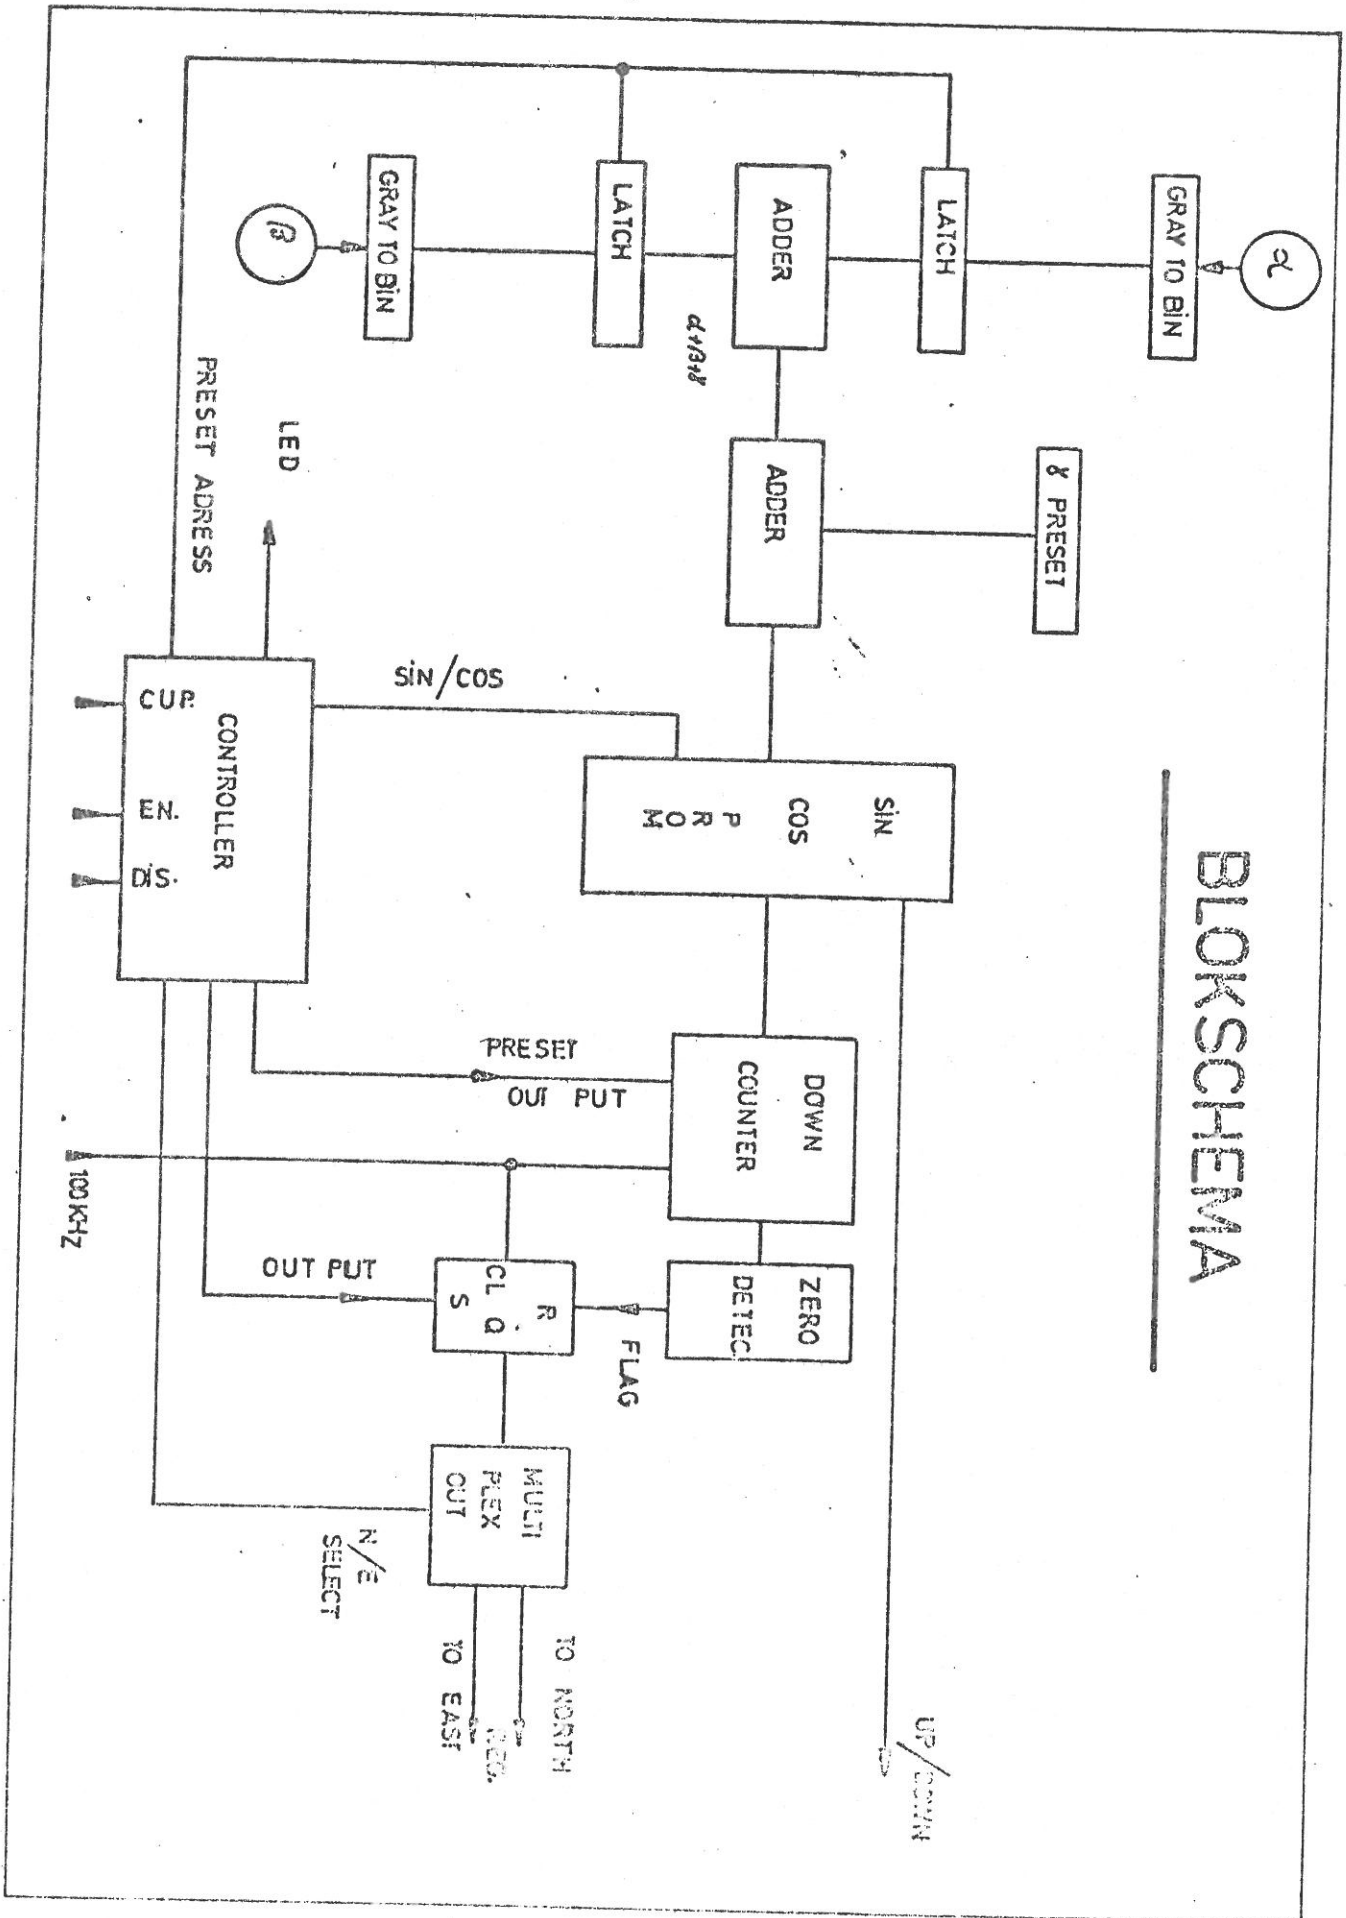 BLOKSCHEMA
α
GRAY TO BiN
LATCH
ADDER
α+β+γ
LATCH
GRAY TO BiN
β
γ PRESET
ADDER
LED
PRESET ADRESS
SiN/COS
SiN
COS
PROM
CUP.
CONTROLLER
EN.
DiS.
PRESET
OUT PUT
DOWN
COUNTER
100KHZ
OUT PUT
ZERO
DETEC
FLAG
R
CL Q
S
MULTI
PLEX
OUT
N/E
SELECT
UP/DOWN
TO NORTH
REG.
TO EAST